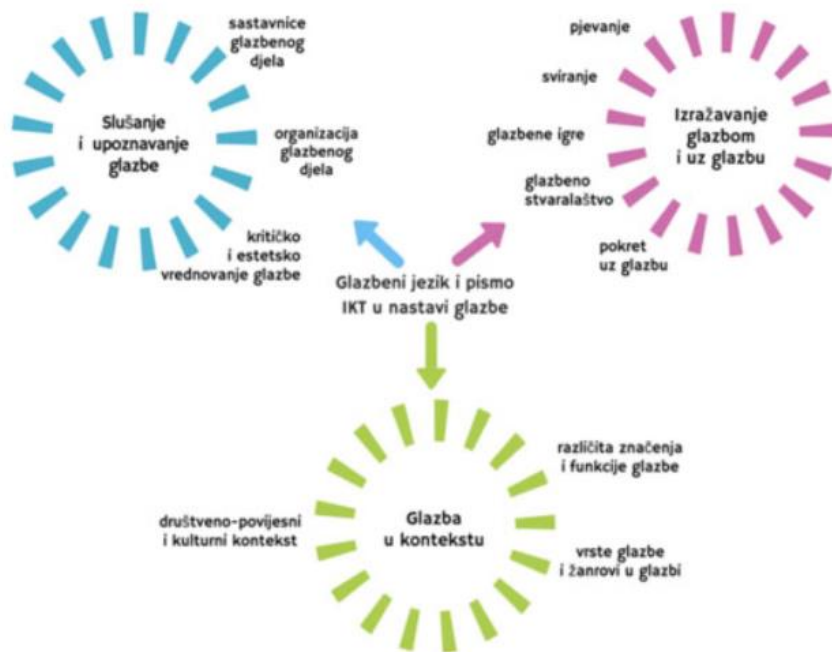 sastavnice
glazbenog
djela
Slušanje
i upoznavanje
glazbe
organizacija
glazbenog
djela
kritičko
i estetsko
vrednovanje glazbe
pjevanje
sviranje
glazbene igre
glazbeno
stvaralaštvo
pokret
uz glazbu
Izražavanje
glazbom
i uz glazbu
Glazbeni jezik i pismo
IKT u nastavi glazbe
različita značenja
i funkcije glazbe
društveno-povijesni
i kulturni kontekst
Glazba
u kontekstu
vrste glazbe
i žanrovi u glazbi